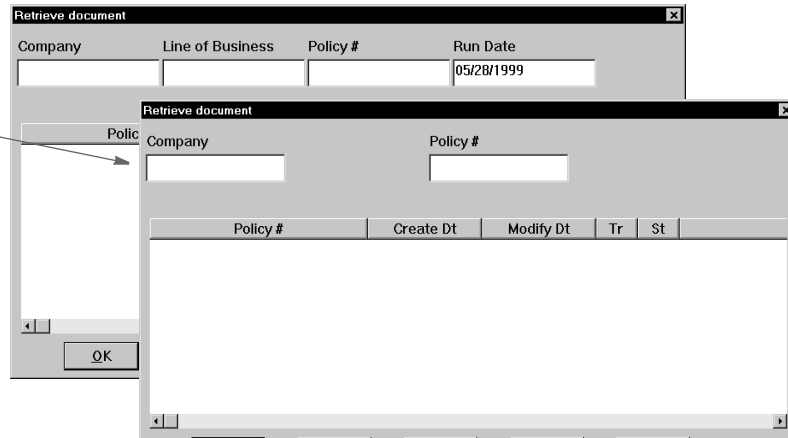 Retrieve document
Company Line of Business Policy # Run Date
05/28/1999
Retrieve document
Company Policy #
Policy # Create Dt Modify Dt Tr St
OK